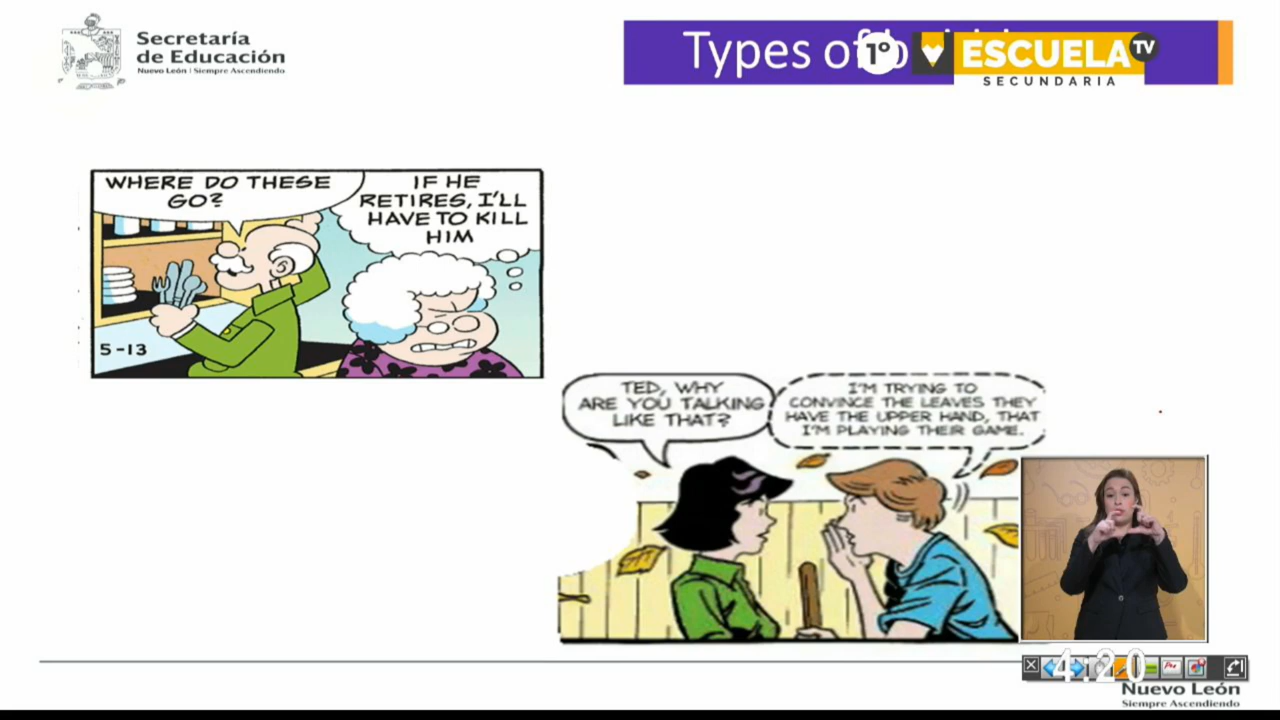 Secretaría
de Educación
Nuevo León | Siempre Ascendiendo
Types of
1°
ESCUELA TV
SECUNDARIA
WHERE DO THESE
GO?
IF HE
RETIRES, I'LL
HAVE TO KILL
HIM
5-13
TED, WHY
ARE YOU TALKING
LIKE THAT?
I'M TRYING TO
CONVINCE THE LEAVES THEY
HAVE THE UPPER HAND, THAT
I'M PLAYING THEIR GAME.
4:20
Nuevo León
Siempre Ascendiendo